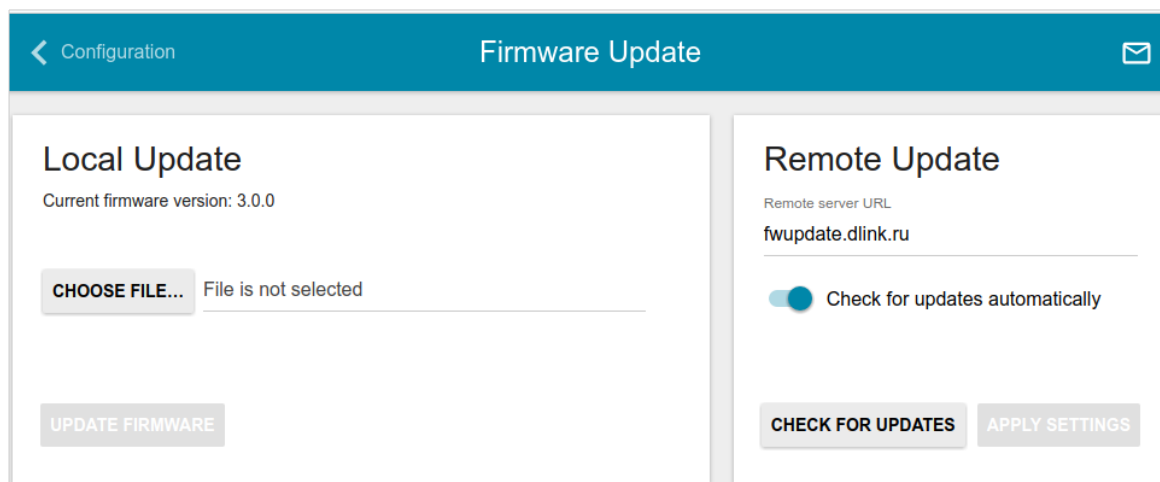 Configuration
Firmware Update
Local Update
Current firmware version: 3.0.0
CHOOSE FILE...
File is not selected
UPDATE FIRMWARE
Remote Update
Remote server URL
fwupdate.dlink.ru
Check for updates automatically
CHECK FOR UPDATES
APPLY SETTINGS